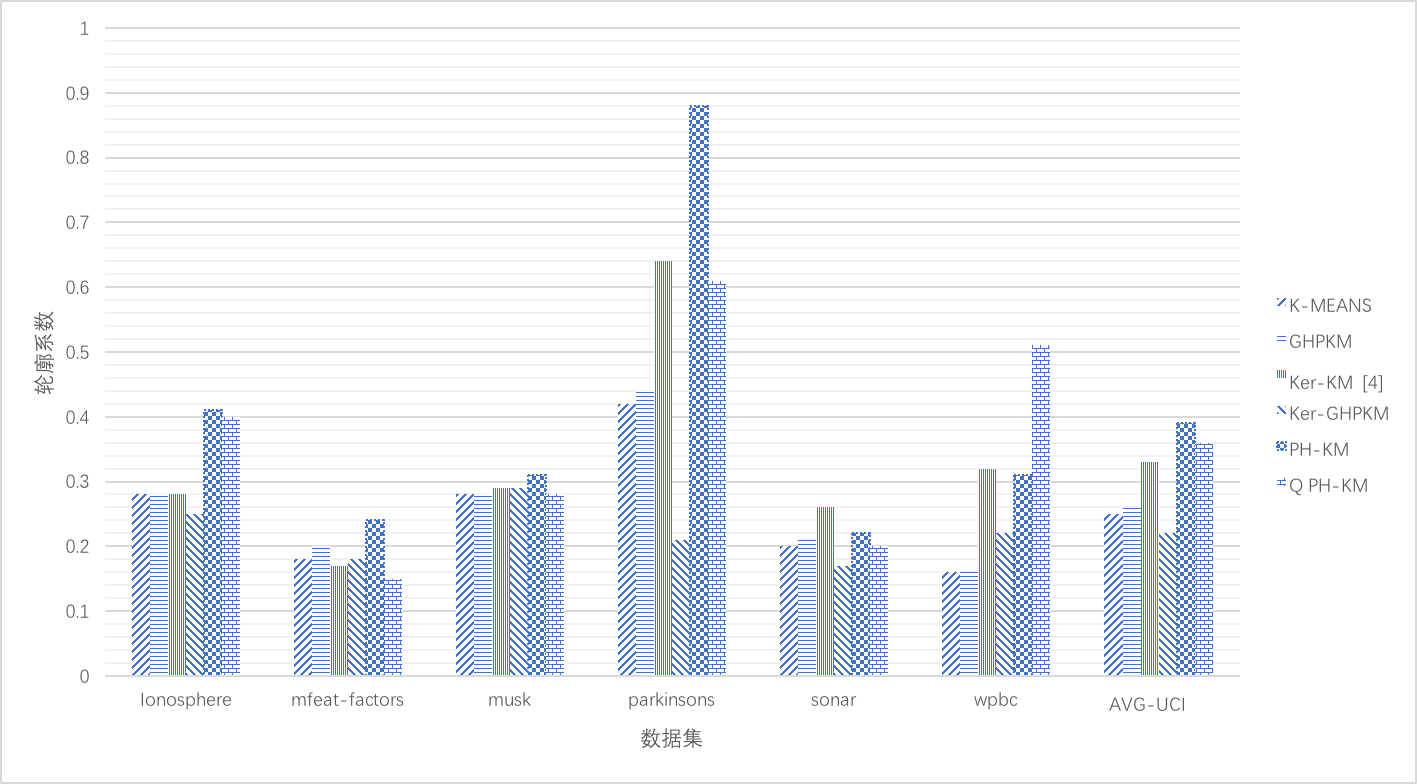 1
0.9
0.8
0.7
0.6
0.5
0.4
0.3
0.2
0.1
0
轮廓系数
Ionosphere mfeat-factors musk parkinsons sonar wpbc AVG-UCI
数据集
K-MEANS
GHPKM
Ker-KM [4]
Ker-GHPKM
PH-KM
Q PH-KM